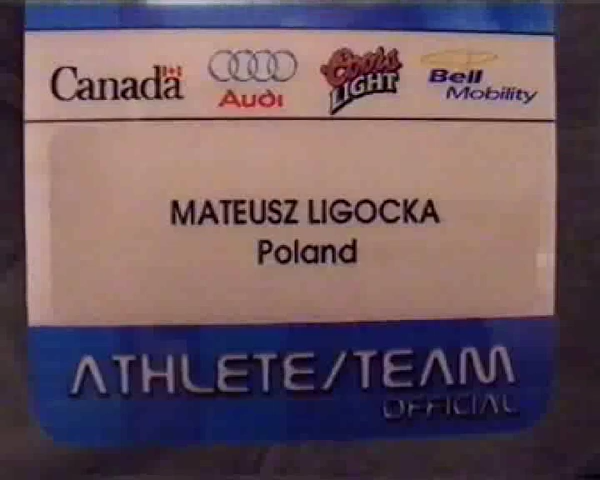 Canada
Audi
Coors
LIGHT
Bell
Mobility
MATEUSZ LIGOCKA
Poland
ATHLETE/TEAM
OFFICIAL